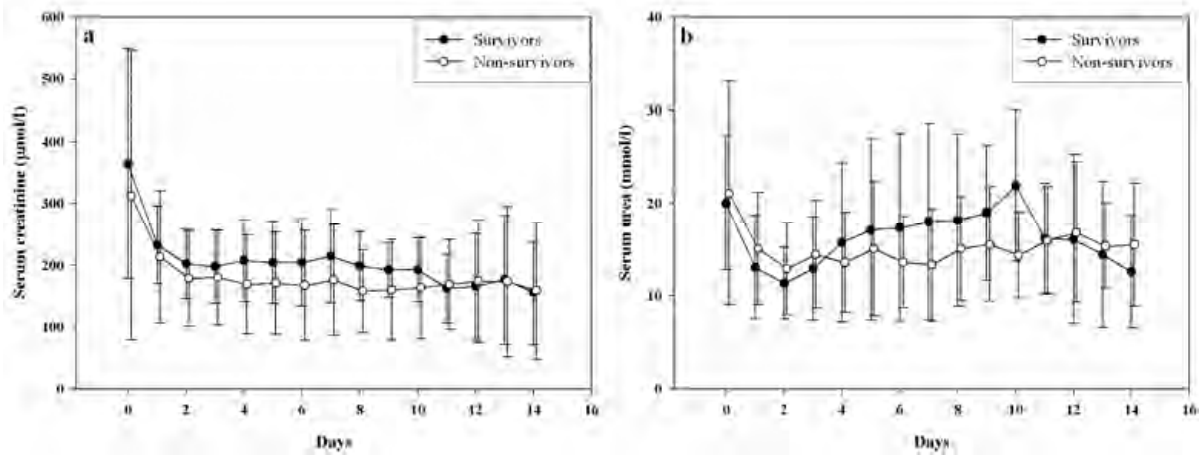 a
Survivors
Non-survivors
Serum creatinine (µmol/l)
600
500
400
300
200
100
0
0 2 4 6 8 10 12 14 16
Days
b
Survivors
Non-survivors
Serum urea (mmol/l)
40
30
20
10
0
0 2 4 6 8 10 12 14 16
Days